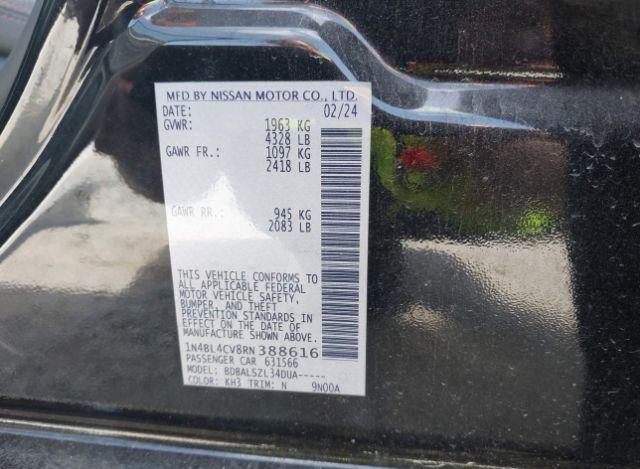 MFD BY NISSAN MOTOR CO., LTD.
DATE: 02/24
GVWR: 1963 KG
4328 LB
GAWR FR.: 1097 KG
2418 LB
GAWR RR.: 945 KG
2083 LB
THIS VEHICLE CONFORMS TO
ALL APPLICABLE FEDERAL
MOTOR VEHICLE SAFETY,
BUMPER, AND THEFT
PREVENTION STANDARDS IN
EFFECT ON THE DATE OF
MANUFACTURE SHOWN ABOVE.
1N4BL4CV8RN388616
PASSENGER CAR 631566
MODEL: BDBALSZL34DUA-----
COLOR: KH3 TRIM: N 9N00A